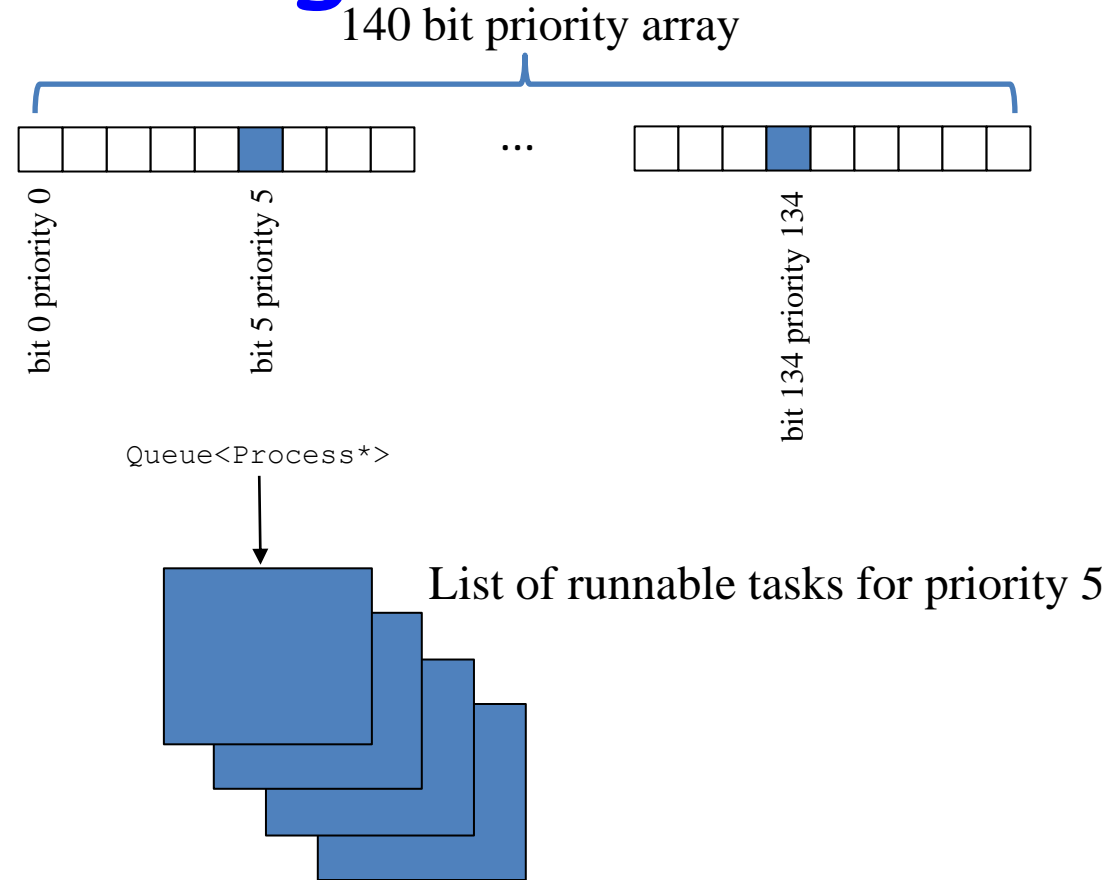 140 bit priority array
...
bit 0 priority 0
bit 5 priority 5
bit 134 priority 134
Queue<Process*>
List of runnable tasks for priority 5